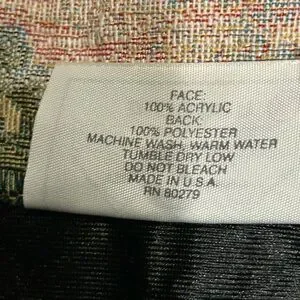 FACE:
100% ACRYLIC
BACK:
100% POLYESTER
MACHINE WASH, WARM WATER
TUMBLE DRY LOW
DO NOT BLEACH
MADE IN U.S.A.
RN 80279